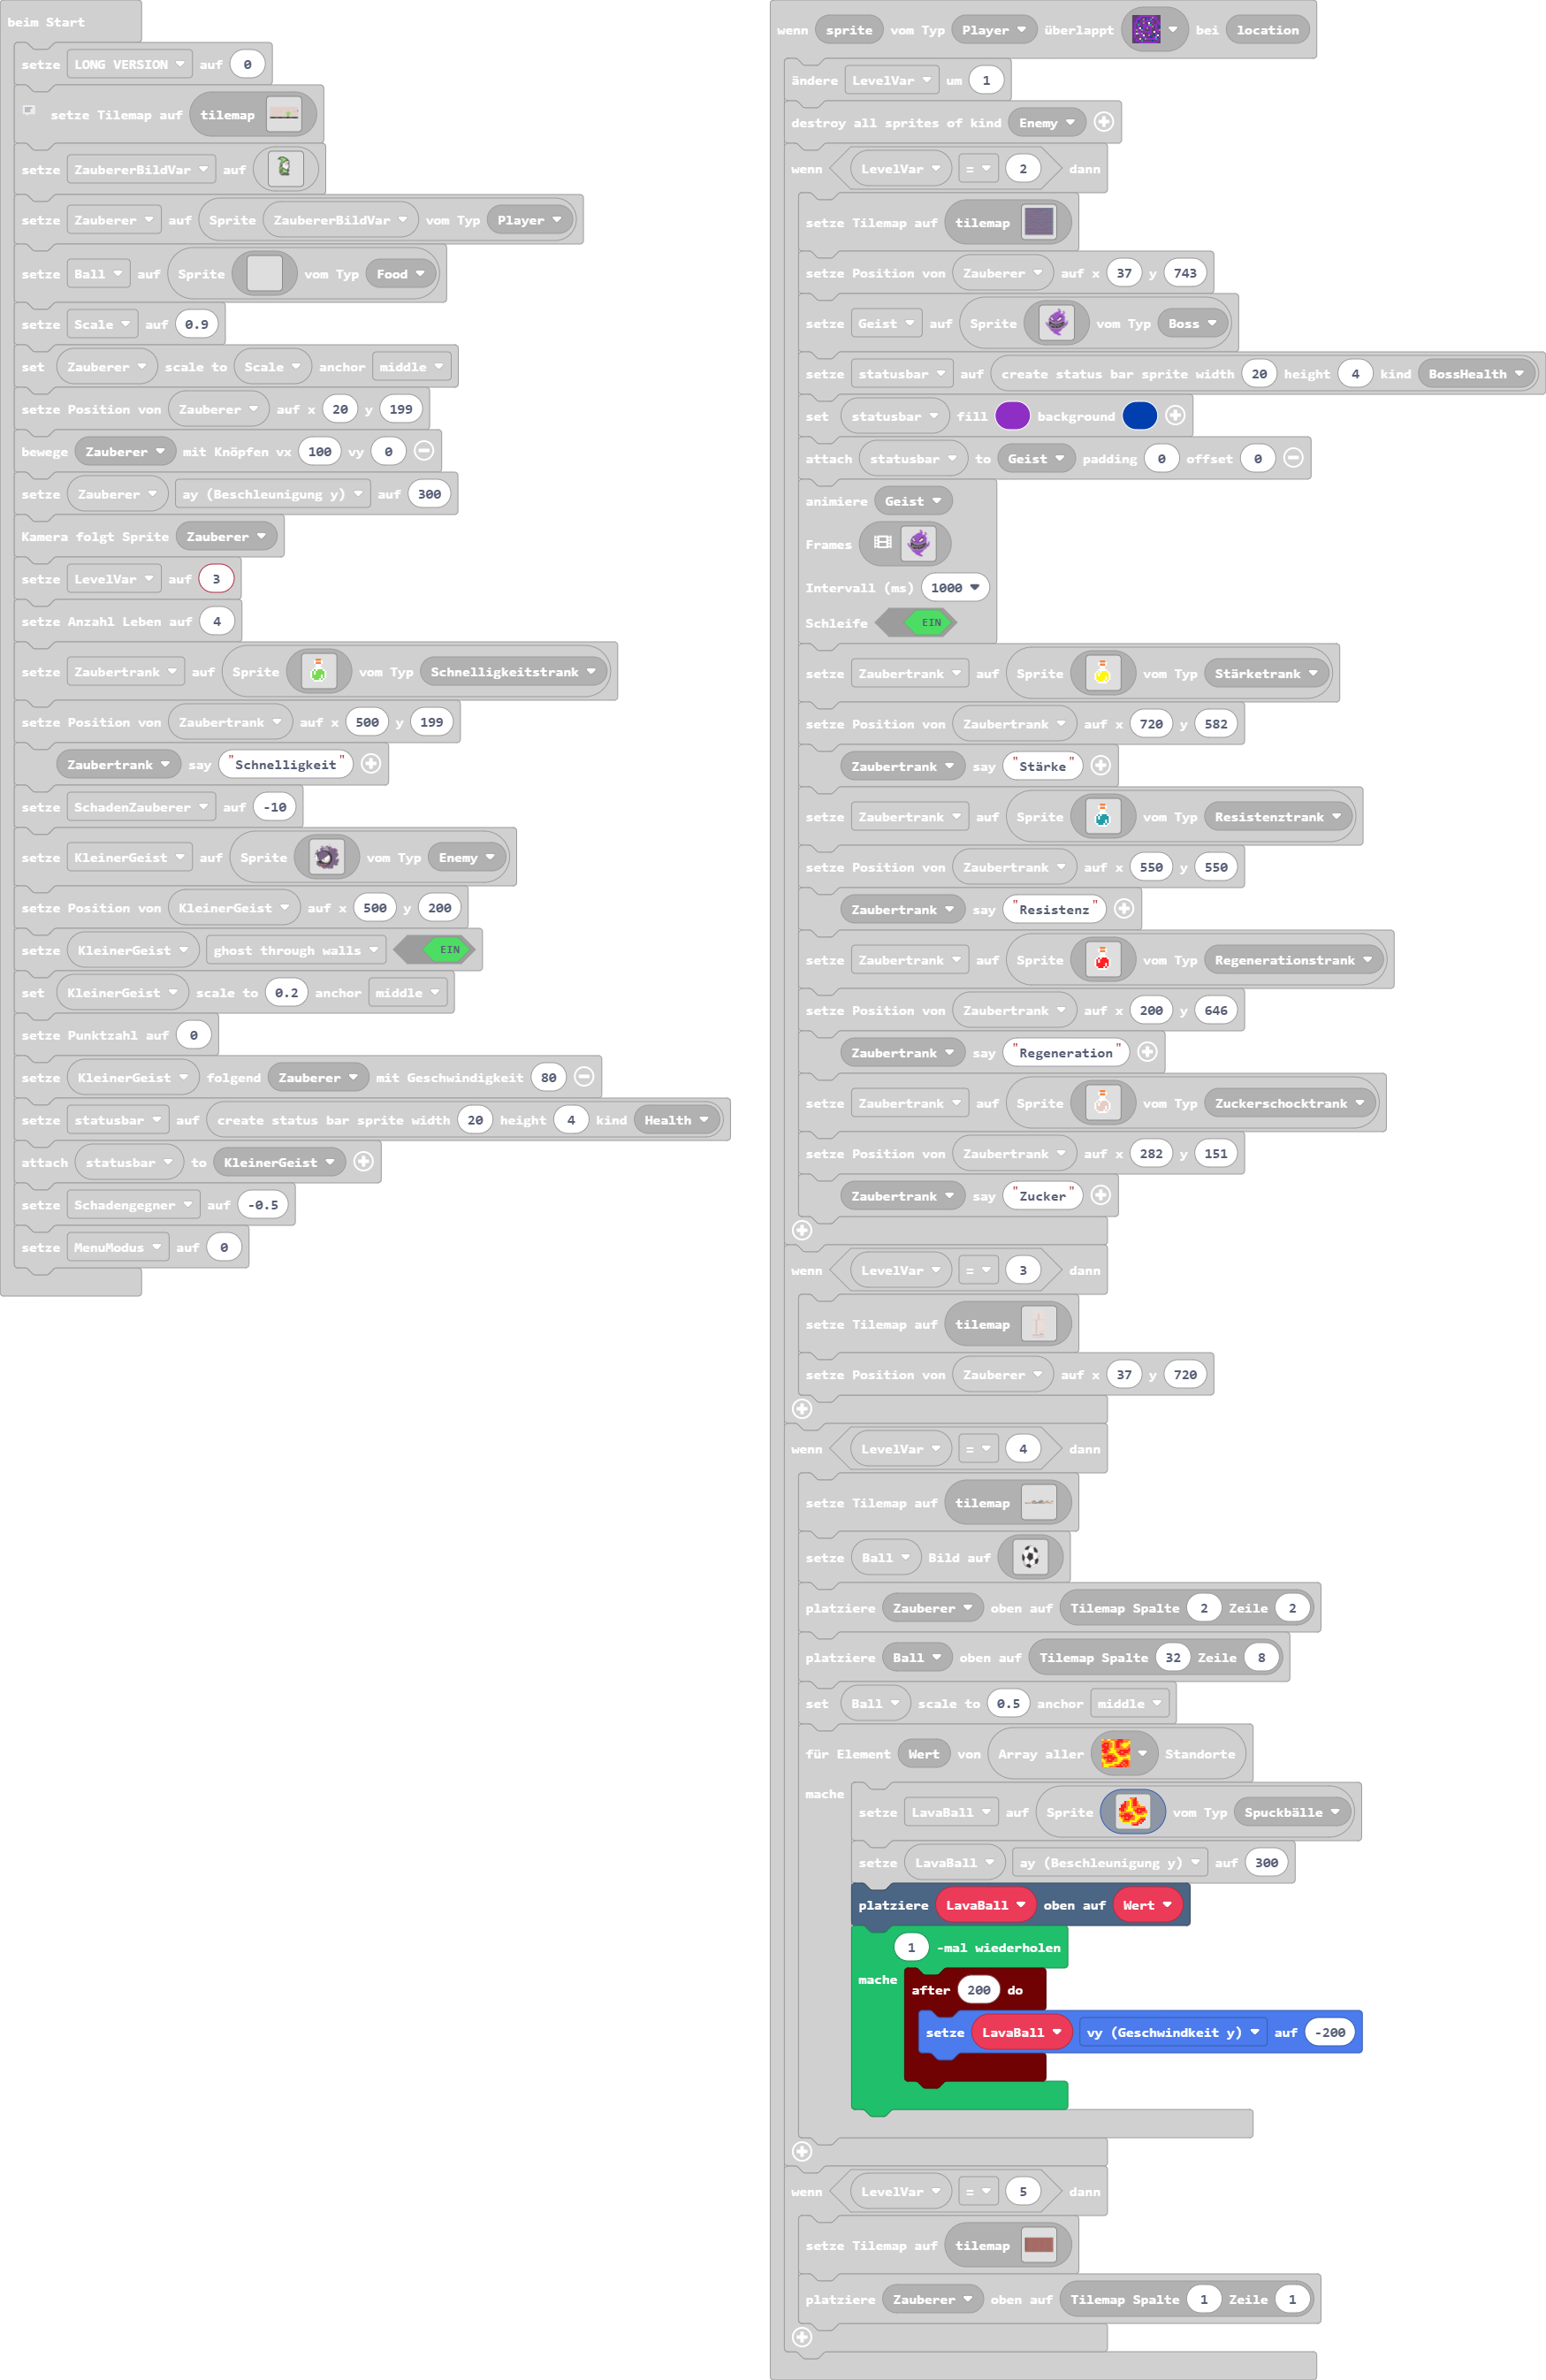 beim Start
setze LONG VERSION auf 0
setze Tilemap auf tilemap
setze ZaubererBildVar auf
setze Zauberer auf Sprite ZaubererBildVar vom Typ Player
setze Ball auf Sprite vom Typ Food
setze Scale auf 0.9
set Zauberer scale to Scale anchor middle
setze Position von Zauberer auf x 20 y 199
bewege Zauberer mit Knöpfen vx 100 vy 0
setze Zauberer ay (Beschleunigung y) auf 300
Kamera folgt Sprite Zauberer
setze LevelVar auf 3
setze Anzahl Leben auf 4
setze Zaubertrank auf Sprite vom Typ Schnelligkeitstrank
setze Position von Zaubertrank auf x 500 y 199
Zaubertrank say "Schnelligkeit"
setze SchadenZauberer auf -10
setze KleinerGeist auf Sprite vom Typ Enemy
setze Position von KleinerGeist auf x 500 y 200
setze KleinerGeist ghost through walls EIN
set KleinerGeist scale to 0.2 anchor middle
setze Punktzahl auf 0
setze KleinerGeist folgend Zauberer mit Geschwindigkeit 80
setze statusbar auf create status bar sprite width 20 height 4 kind Health
attach statusbar to KleinerGeist
setze Schadengegner auf -0.5
setze MenuModus auf 0
wenn sprite vom Typ Player überlappt bei location
ändere LevelVar um 1
destroy all sprites of kind Enemy
wenn LevelVar = 2 dann
setze Tilemap auf tilemap
setze Position von Zauberer auf x 37 y 743
setze Geist auf Sprite vom Typ Boss
setze statusbar auf create status bar sprite width 20 height 4 kind BossHealth
set statusbar fill background
attach statusbar to Geist padding 0 offset 0
animiere Geist
Frames
Intervall (ms) 1000
Schleife EIN
setze Zaubertrank auf Sprite vom Typ Stärketrank
setze Position von Zaubertrank auf x 720 y 582
Zaubertrank say "Stärke"
setze Zaubertrank auf Sprite vom Typ Resistenztrank
setze Position von Zaubertrank auf x 550 y 550
Zaubertrank say "Resistenz"
setze Zaubertrank auf Sprite vom Typ Regenerationstrank
setze Position von Zaubertrank auf x 200 y 646
Zaubertrank say "Regeneration"
setze Zaubertrank auf Sprite vom Typ Zuckerschocktrank
setze Position von Zaubertrank auf x 282 y 151
Zaubertrank say "Zucker"
wenn LevelVar = 3 dann
setze Tilemap auf tilemap
setze Position von Zauberer auf x 37 y 720
wenn LevelVar = 4 dann
setze Tilemap auf tilemap
setze Ball Bild auf
platziere Zauberer oben auf Tilemap Spalte 2 Zeile 2
platziere Ball oben auf Tilemap Spalte 32 Zeile 8
set Ball scale to 0.5 anchor middle
für Element Wert von Array aller Standorte
mache
setze LavaBall auf Sprite vom Typ Spuckbälle
setze LavaBall ay (Beschleunigung y) auf 300
platziere LavaBall oben auf Wert
1 -mal wiederholen
mache
after 200 do
setze LavaBall vy (Geschwindkeit y) auf -200
wenn LevelVar = 5 dann
setze Tilemap auf tilemap
platziere Zauberer oben auf Tilemap Spalte 1 Zeile 1